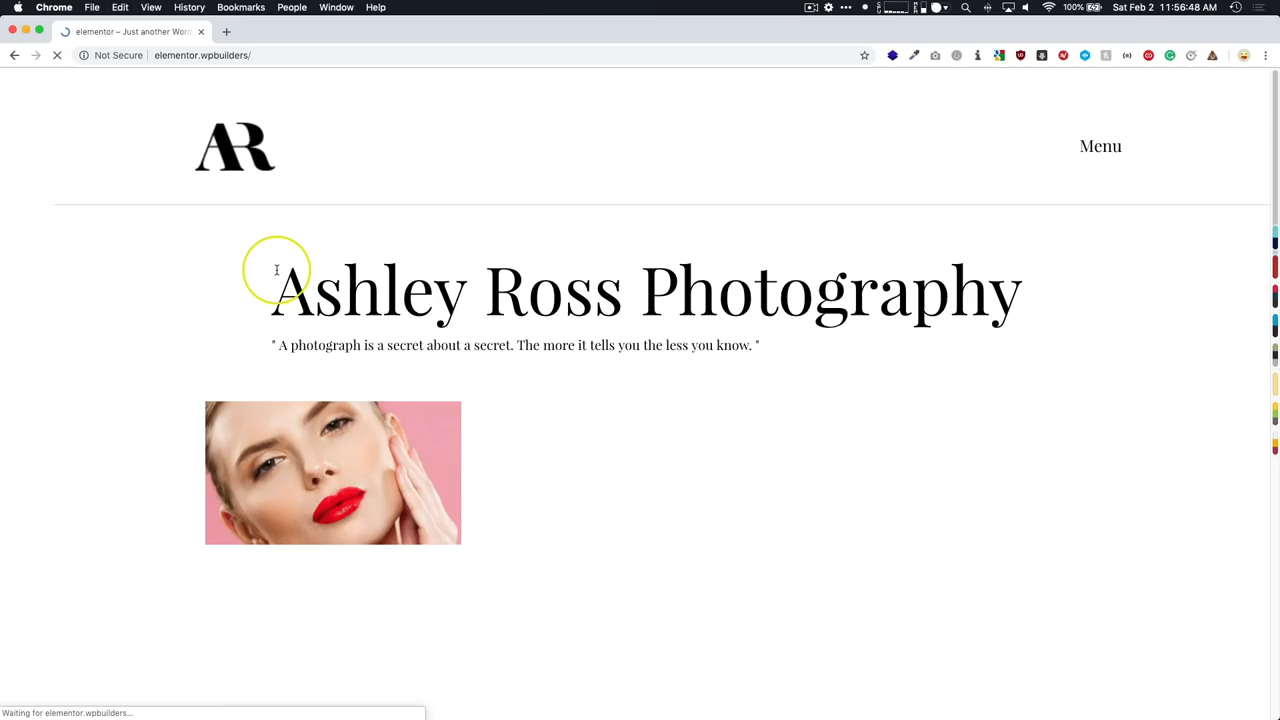 Chrome File Edit View History Bookmarks People Window Help 100% Sat Feb 2 11:56:48 AM
elementor – Just another Word
Not Secure elementor.wpbuilders/
AR
Menu
Ashley Ross Photography
" A photograph is a secret about a secret. The more it tells you the less you know. "
Waiting for elementor.wpbuilders...